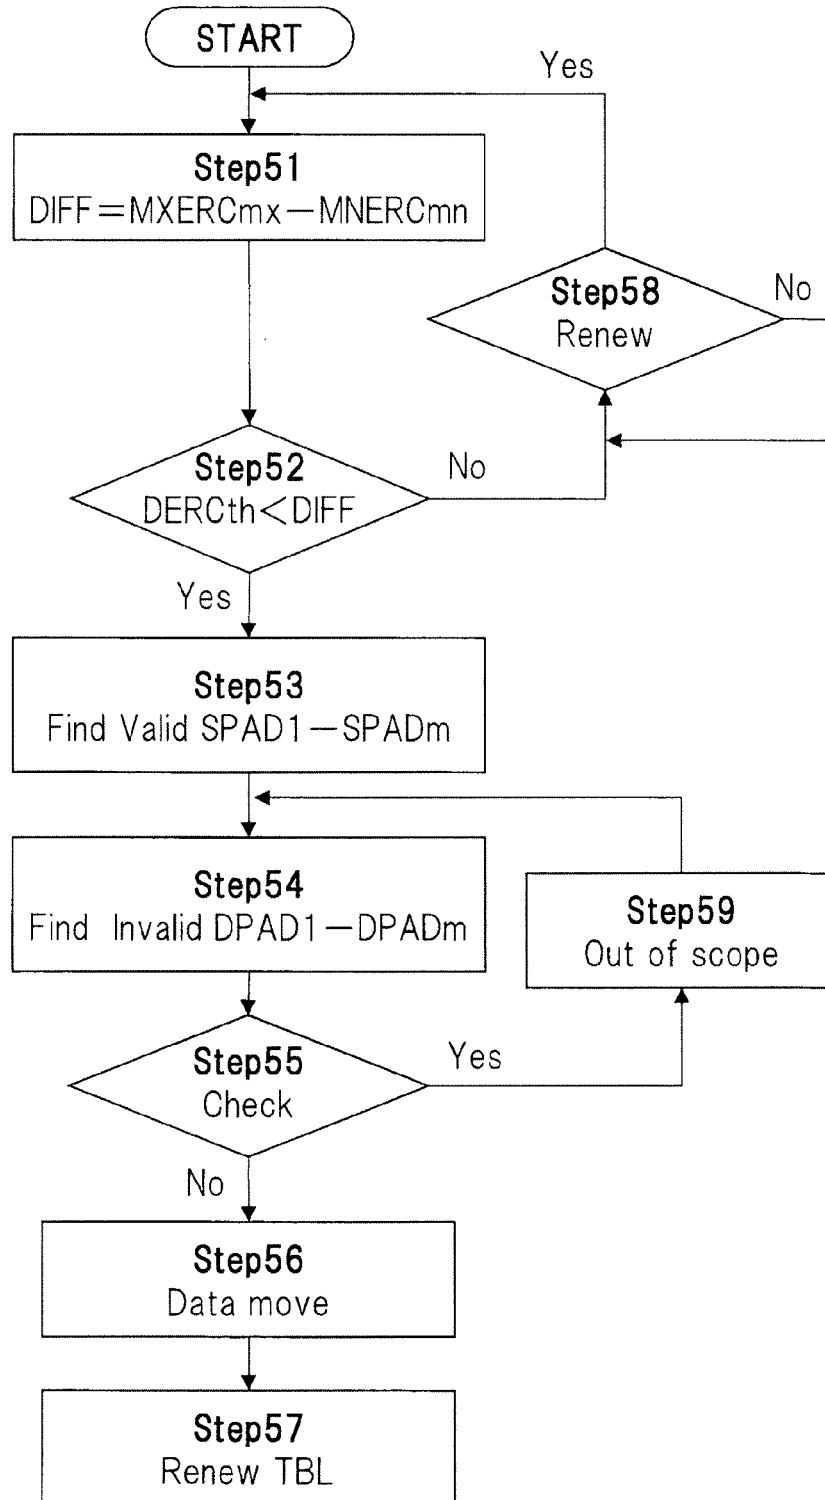 START
Yes
Step51
DIFF=MXERCmx−MNERCmn
Step58
Renew
No
Step52
DERCth<DIFF
No
Yes
Step53
Find Valid SPAD1−SPADm
Step54
Find Invalid DPAD1−DPADm
Step59
Out of scope
Step55
Check
Yes
No
Step56
Data move
Step57
Renew TBL